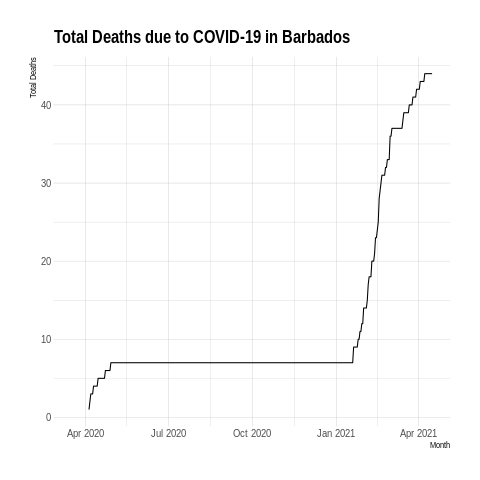 Total Deaths due to COVID-19 in Barbados
Total Deaths
40
30
20
10
0
Apr 2020 Jul 2020 Oct 2020 Jan 2021 Apr 2021
Month